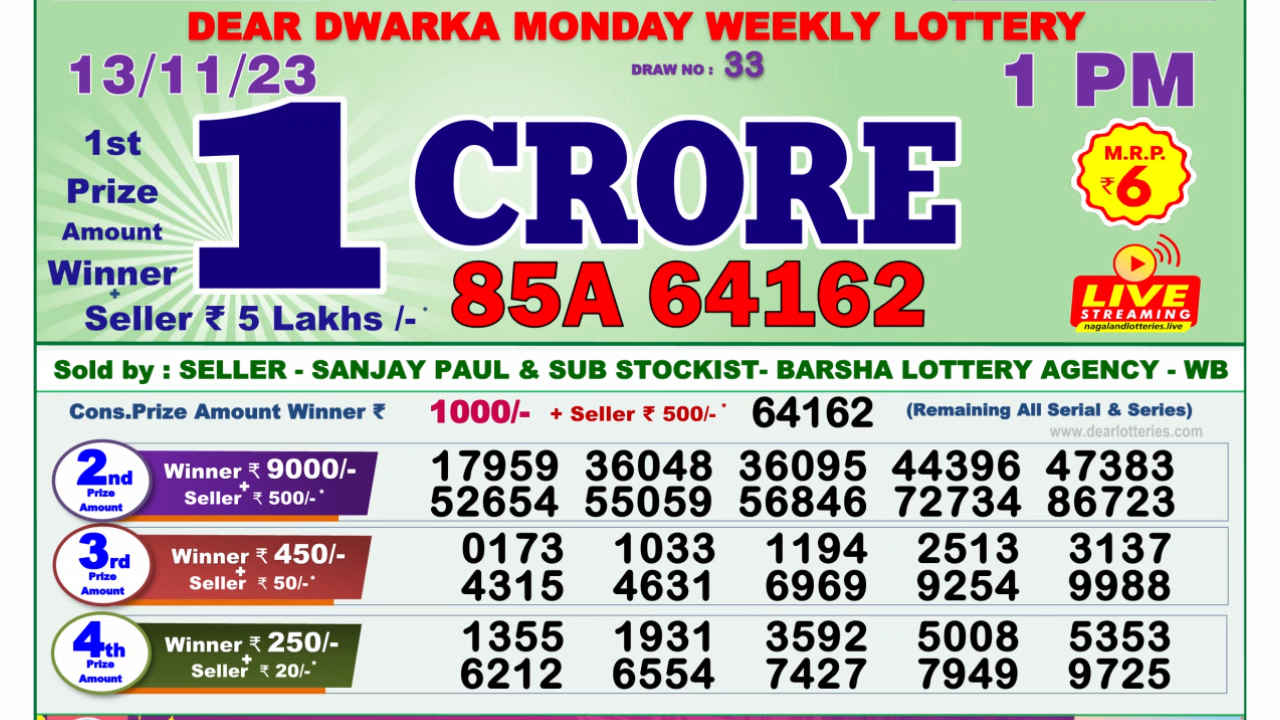 DEAR DWARKA MONDAY WEEKLY LOTTERY
13/11/23
DRAW NO : 33
1 PM
1st
Prize
Amount
Winner
+
Seller ₹ 5 Lakhs /-*
1 CRORE
85A 64162
M.R.P.
₹6
LIVE
STREAMING
nagalandlotteries.live
Sold by : SELLER - SANJAY PAUL & SUB STOCKIST- BARSHA LOTTERY AGENCY - WB
Cons.Prize Amount Winner ₹ 1000/- + Seller ₹ 500/-* 64162 (Remaining All Serial & Series)
www.dearlotteries.com
2nd
Prize
Amount
Winner ₹ 9000/-
+
Seller ₹ 500/-*
17959 36048 36095 44396 47383
52654 55059 56846 72734 86723
3rd
Prize
Amount
Winner ₹ 450/-
+
Seller ₹ 50/-*
0173 1033 1194 2513 3137
4315 4631 6969 9254 9988
4th
Prize
Amount
Winner ₹ 250/-
+
Seller ₹ 20/-*
1355 1931 3592 5008 5353
6212 6554 7427 7949 9725